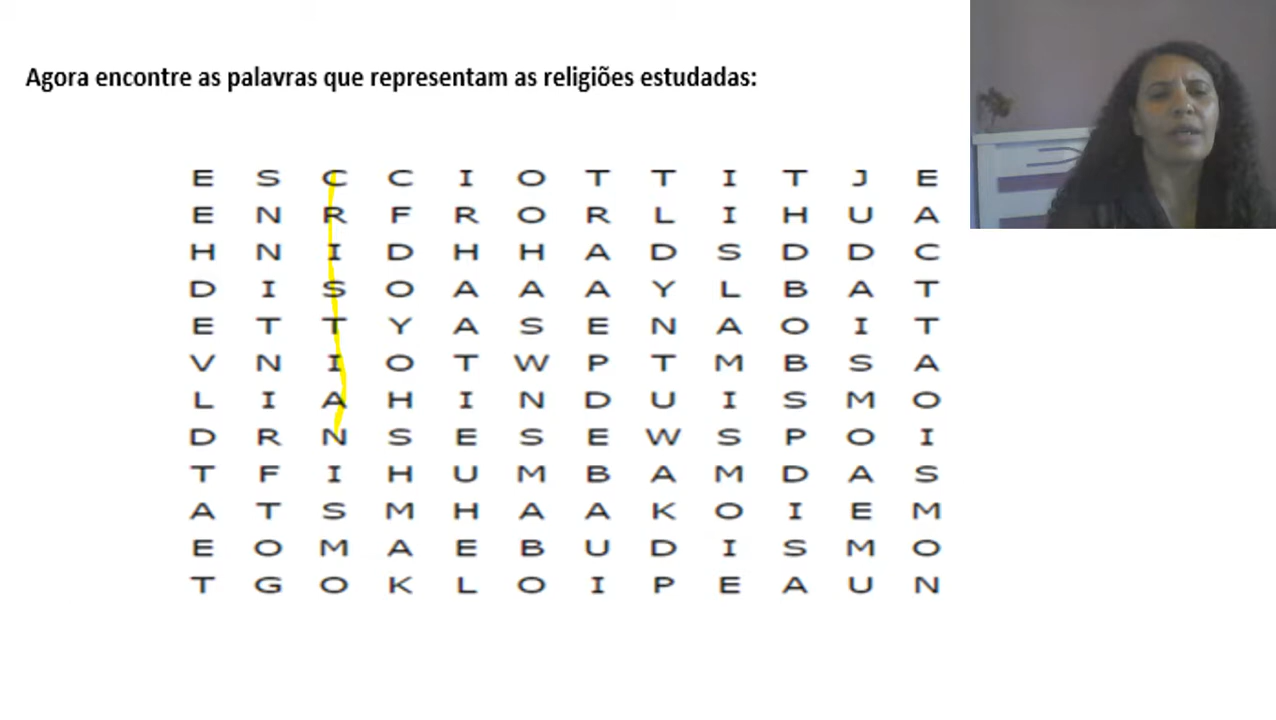 Agora encontre as palavras que representam as religiões estudadas:
E S C C I O T T I T J E
E N R F R O R L I H U A
H N I D H H A D S D D C
D I S O A A A Y L B A T
E T T Y A S E N A O I T
V N I O T W P T M B S A
L I A H I N D U I S M O
D R N S E S E W S P O I
T F I H U M B A M D A S
A T S M H A A K O I E M
E O M A E B U D I S M O
T G O K L O I P E A U N